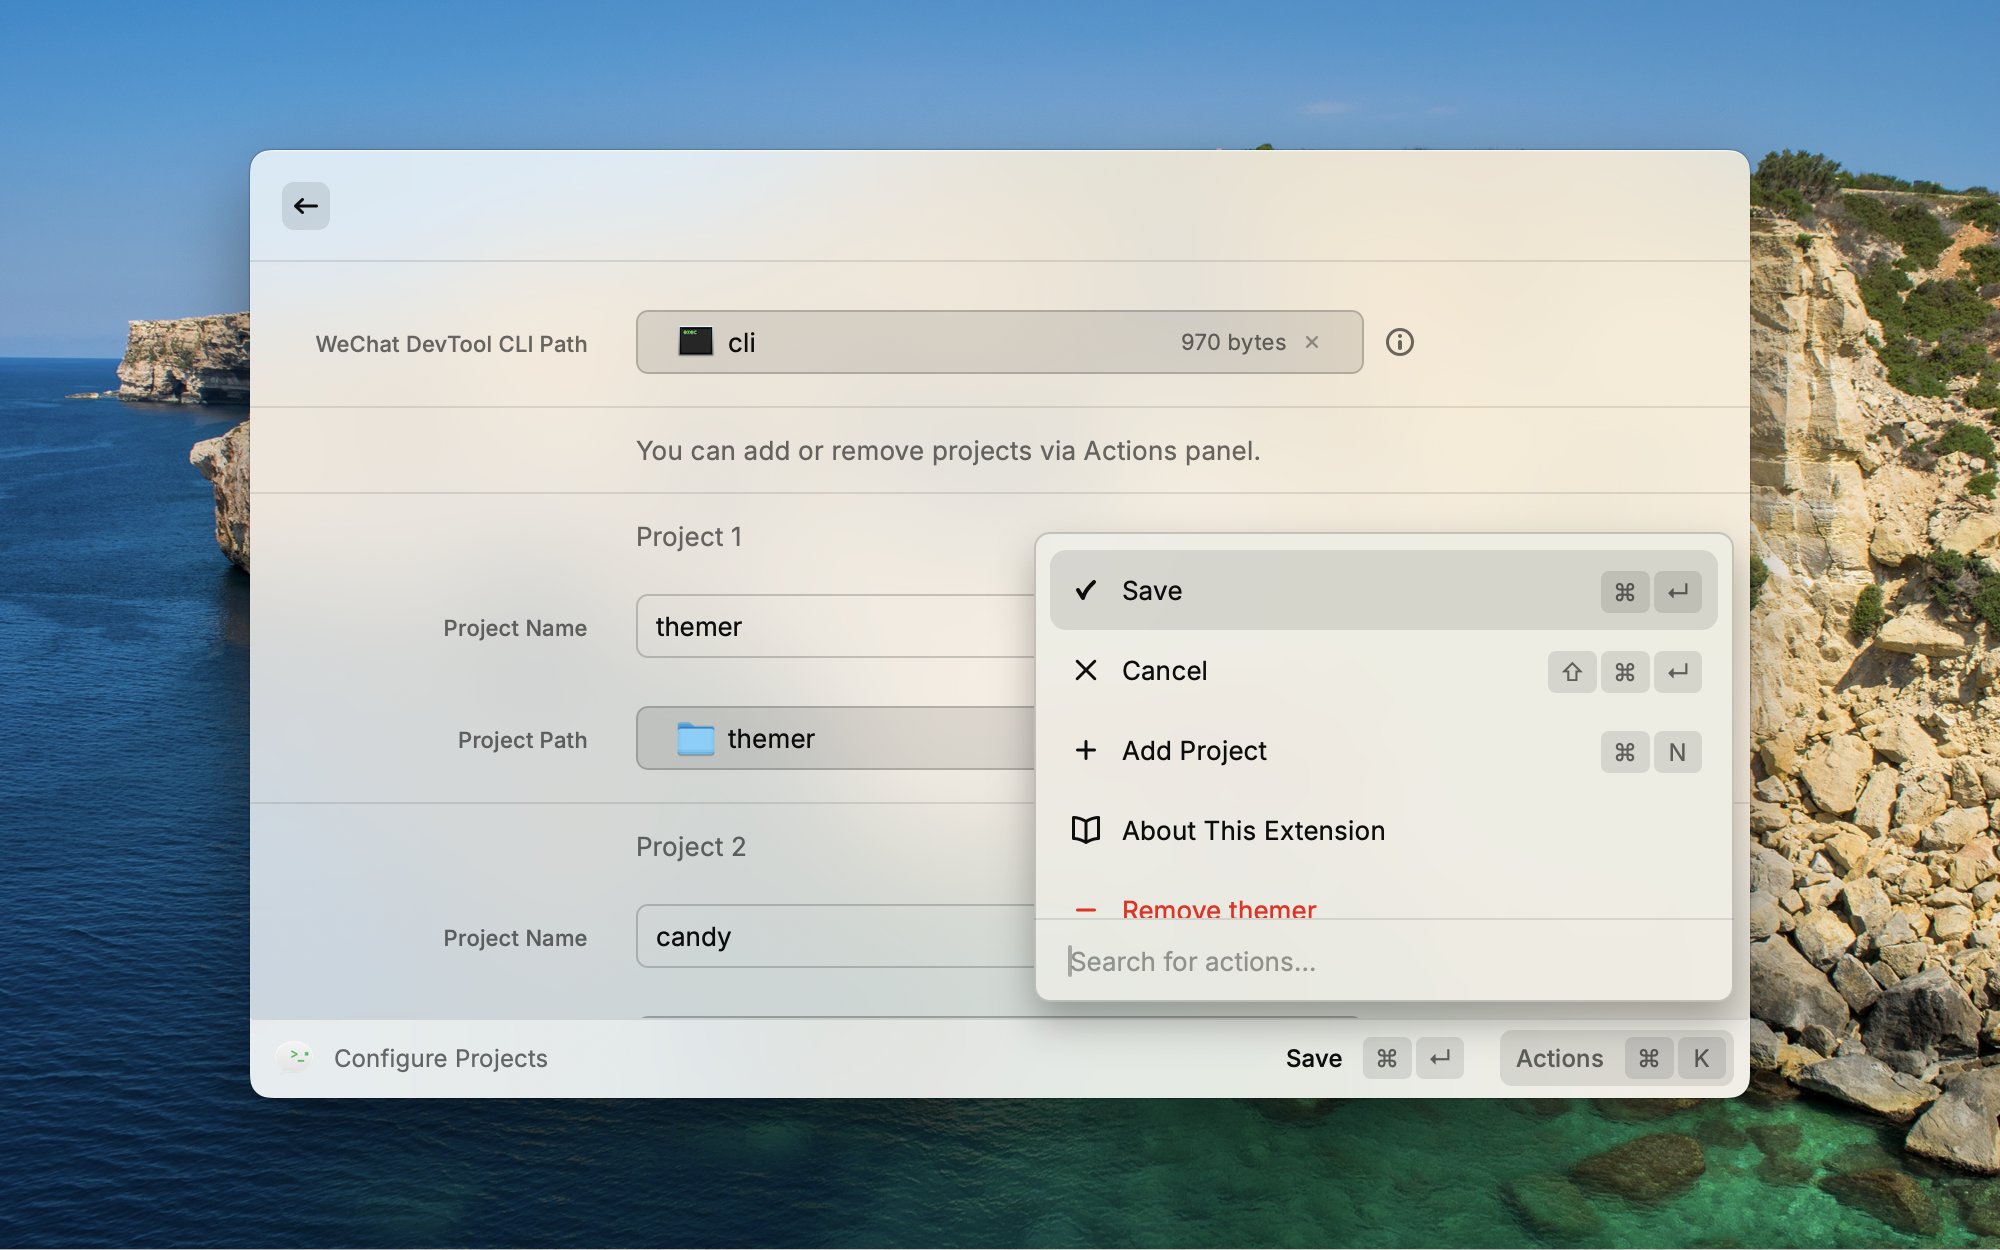 WeChat DevTool CLI Path
exec
cli
970 bytes
You can add or remove projects via Actions panel.
Project 1
Project Name
themer
Project Path
themer
Project 2
Project Name
candy
Save ⌘ ↵
Cancel ⇧ ⌘ ↵
Add Project ⌘ N
About This Extension
Remove themer
Search for actions...
Configure Projects
Save ⌘ ↵
Actions ⌘ K